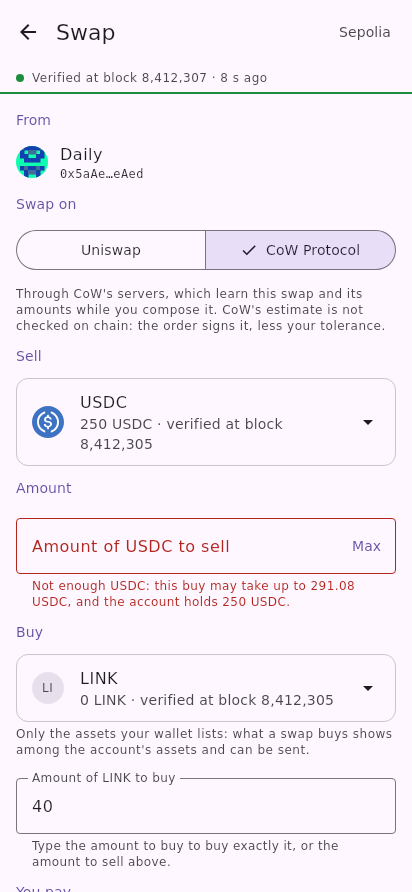 Swap
Sepolia
Verified at block 8,412,307 · 8 s ago
From
Daily
0x5aAe…eAed
Swap on
Uniswap
CoW Protocol
Through CoW's servers, which learn this swap and its
amounts while you compose it. CoW's estimate is not
checked on chain: the order signs it, less your tolerance.
Sell
USDC
250 USDC · verified at block
8,412,305
Amount
Amount of USDC to sell
Max
Not enough USDC: this buy may take up to 291.08
USDC, and the account holds 250 USDC.
Buy
LI
LINK
0 LINK · verified at block 8,412,305
Only the assets your wallet lists: what a swap buys shows
among the account's assets and can be sent.
Amount of LINK to buy
40
Type the amount to buy to buy exactly it, or the
amount to sell above.
You pay